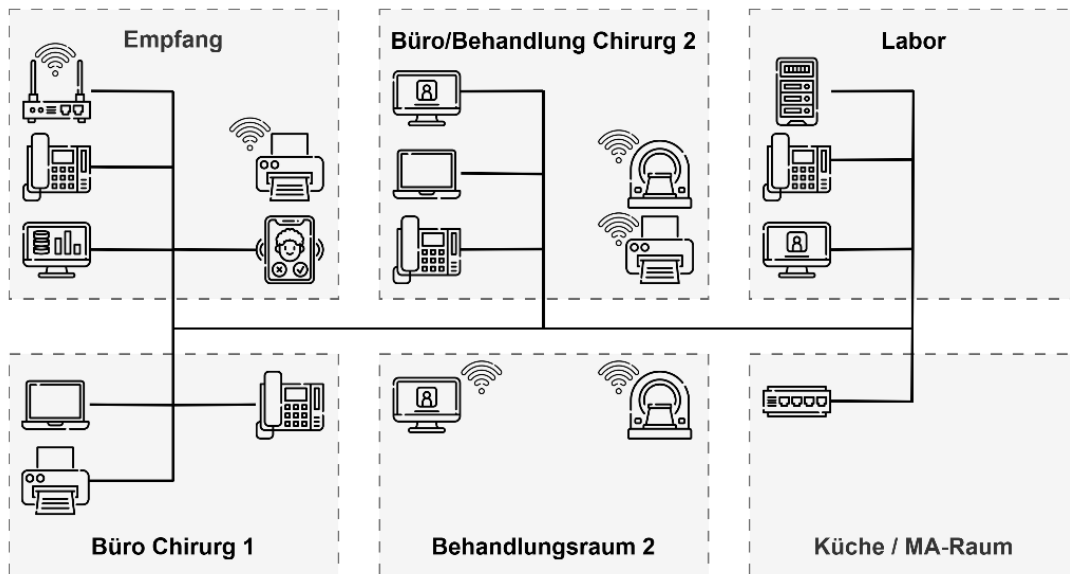 Empfang
Büro/Behandlung Chirurg 2
Labor
Büro Chirurg 1
Behandlungsraum 2
Küche / MA-Raum